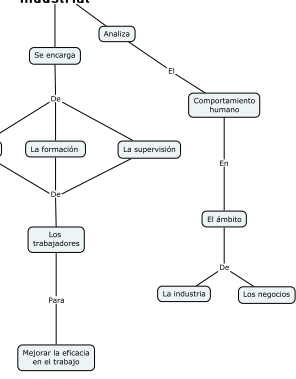 Industrial
Analiza
Se encarga
El
De
Comportamiento
humano
La formación
La supervisión
En
De
El ámbito
Los
trabajadores
De
La industria
Los negocios
Para
Mejorar la eficacia
en el trabajo